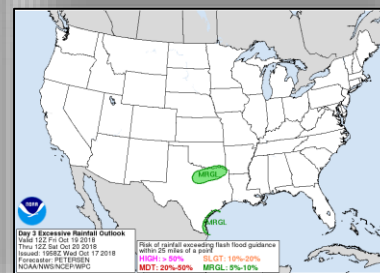 MRGL
MRGL
noaa
Day 3 Excessive Rainfall Outlook
Valid 12Z Fri Oct 19 2018
Thru 12Z Sat Oct 20 2018
Issued: 1958Z Wed Oct 17 2018
Forecaster: PETERSEN
NOAA/NWS/NCEP/WPC
Risk of rainfall exceeding flash flood guidance
within 25 miles of a point
HIGH: > 50% SLGT: 10%-20%
MDT: 20%-50% MRGL: 5%-10%